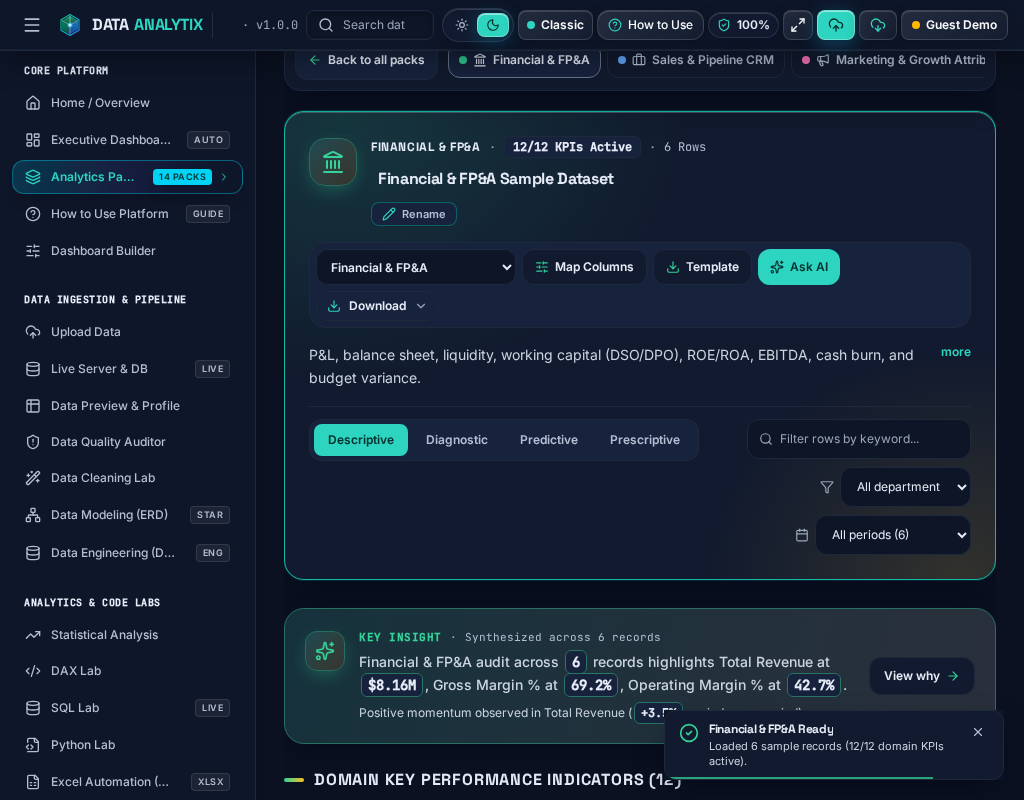 DATA ANALYTIX
· v1.0.0
Search dat
Classic
How to Use
100%
Guest Demo
CORE PLATFORM
Home / Overview
Executive Dashboa... AUTO
Analytics Pa... 14 PACKS
How to Use Platform GUIDE
Dashboard Builder
DATA INGESTION & PIPELINE
Upload Data
Live Server & DB LIVE
Data Preview & Profile
Data Quality Auditor
Data Cleaning Lab
Data Modeling (ERD) STAR
Data Engineering (D... ENG
ANALYTICS & CODE LABS
Statistical Analysis
DAX Lab
SQL Lab LIVE
Python Lab
Excel Automation (... XLSX
Back to all packs
Financial & FP&A
Sales & Pipeline CRM
Marketing & Growth Attrib
FINANCIAL & FP&A · 12/12 KPIs Active · 6 Rows
Financial & FP&A Sample Dataset
Rename
Financial & FP&A
Map Columns
Template
Ask AI
Download
P&L, balance sheet, liquidity, working capital (DSO/DPO), ROE/ROA, EBITDA, cash burn, and
budget variance.
more
Descriptive
Diagnostic
Predictive
Prescriptive
Filter rows by keyword...
All department
All periods (6)
KEY INSIGHT · Synthesized across 6 records
Financial & FP&A audit across 6 records highlights Total Revenue at
$8.16M , Gross Margin % at 69.2% , Operating Margin % at 42.7% .
Positive momentum observed in Total Revenue ( +3.5%
View why
Financial & FP&A Ready
Loaded 6 sample records (12/12 domain KPIs
active).
DOMAIN KEY PERFORMANCE INDICATORS (12)